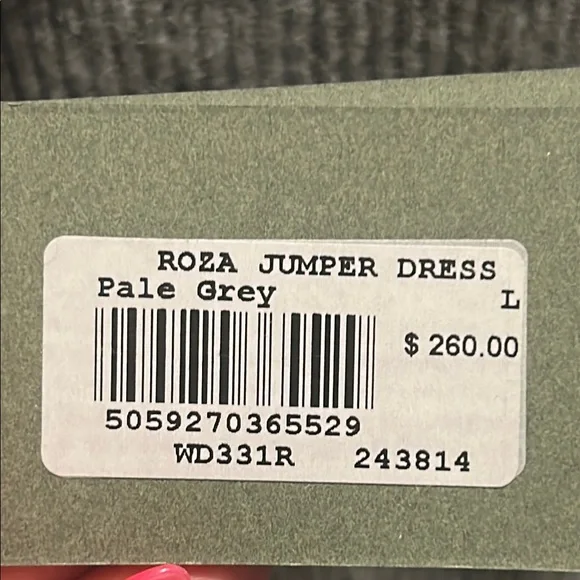 ROZA JUMPER DRESS
Pale Grey L
$ 260.00
5059270365529
WD331R 243814